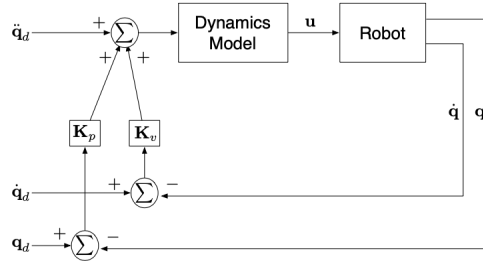 q̈_d + Σ Dynamics Model u Robot
+ +
K_p K_v q̇ q
q̇_d + Σ −
q_d + Σ −